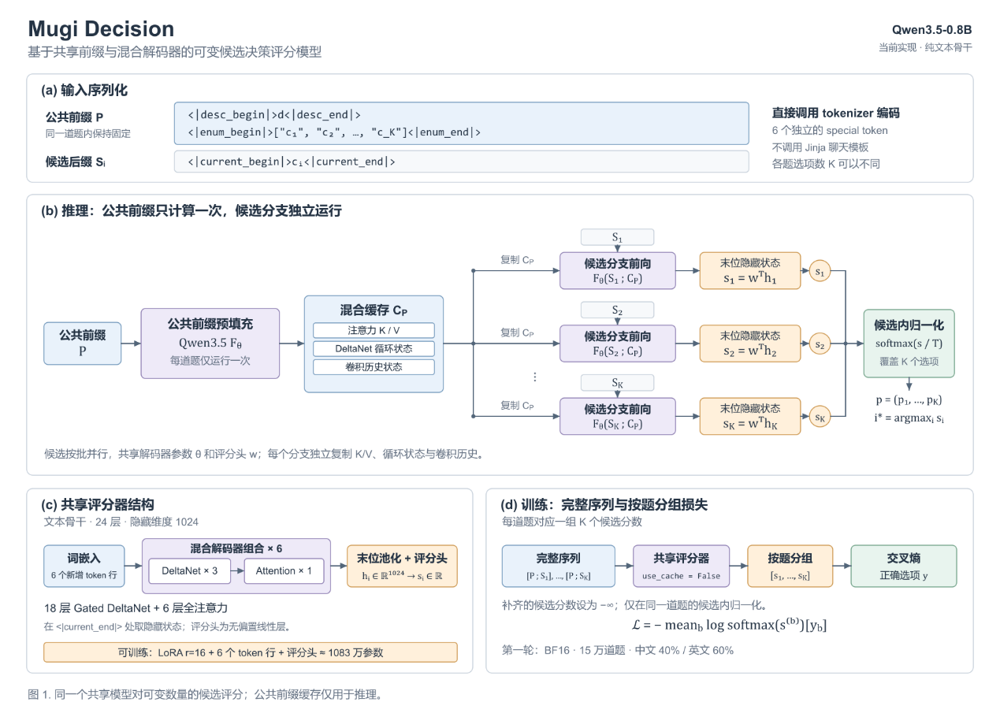 Mugi Decision
基于共享前缀与混合解码器的可变候选决策评分模型
Qwen3.5-0.8B
当前实现 · 纯文本骨干
(a) 输入序列化
公共前缀 P
同一道题内保持固定
<|desc_begin|>d<|desc_end|>
<|enum_begin|>["c₁", "c₂", …, "c_K"]<|enum_end|>
候选后缀 Sᵢ
<|current_begin|>cᵢ<|current_end|>
直接调用 tokenizer 编码
6 个独立的 special token
不调用 Jinja 聊天模板
各题选项数 K 可以不同
(b) 推理：公共前缀只计算一次，候选分支独立运行
公共前缀
P
公共前缀预填充
Qwen3.5 Fθ
每道题仅运行一次
混合缓存 Cₚ
注意力 K / V
DeltaNet 循环状态
卷积历史状态
复制 Cₚ
S₁
候选分支前向
Fθ(S₁ ; Cₚ)
末位隐藏状态
s₁ = wᵀh₁
s₁
复制 Cₚ
S₂
候选分支前向
Fθ(S₂ ; Cₚ)
末位隐藏状态
s₂ = wᵀh₂
s₂
⋮
复制 Cₚ
S_K
候选分支前向
Fθ(S_K ; Cₚ)
末位隐藏状态
s_K = wᵀh_K
s_K
候选内归一化
softmax(s / T)
覆盖 K 个选项
p = (p₁, …, p_K)
i* = argmaxᵢ sᵢ
候选按批并行，共享解码器参数 θ 和评分头 w；每个分支独立复制 K/V、循环状态与卷积历史。
(c) 共享评分器结构
文本骨干 · 24 层 · 隐藏维度 1024
词嵌入
6 个新增 token 行
混合解码器组合 × 6
DeltaNet × 3
Attention × 1
末位池化 + 评分头
hᵢ ∈ ℝ¹⁰²⁴ → sᵢ ∈ ℝ
18 层 Gated DeltaNet + 6 层全注意力
在 <|current_end|> 处取隐藏状态；评分头为无偏置线性层。
可训练：LoRA r=16 + 6 个 token 行 + 评分头 ≈ 1083 万参数
(d) 训练：完整序列与按题分组损失
每道题对应一组 K 个候选分数
完整序列
[P ; S₁], …, [P ; S_K]
共享评分器
use_cache = False
按题分组
[s₁, …, s_K]
交叉熵
正确选项 y
补齐的候选分数设为 −∞；仅在同一道题的候选内归一化。
ℒ = − mean_b log softmax(s⁽ᵇ⁾)[y_b]
第一轮：BF16 · 15 万道题 · 中文 40% / 英文 60%
图 1. 同一个共享模型对可变数量的候选评分；公共前缀缓存仅用于推理。